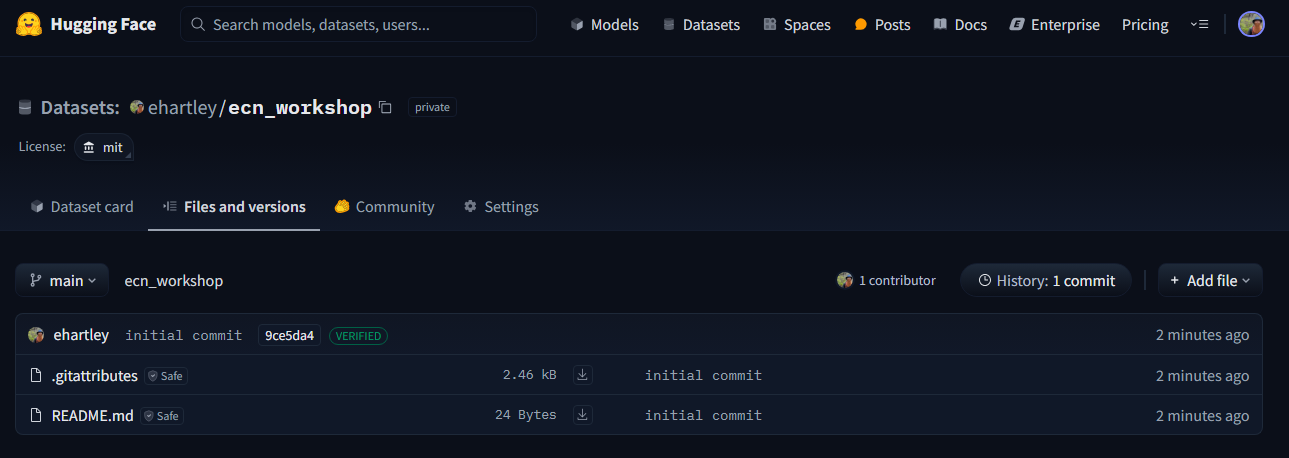 Hugging Face Search models, datasets, users... Models Datasets Spaces Posts Docs Enterprise Pricing
Datasets: ehartley/ecn_workshop private
License: mit
Dataset card Files and versions Community Settings
main ecn_workshop 1 contributor History: 1 commit + Add file
ehartley initial commit 9ce5da4 VERIFIED 2 minutes ago
.gitattributes Safe 2.46 kB initial commit 2 minutes ago
README.md Safe 24 Bytes initial commit 2 minutes ago